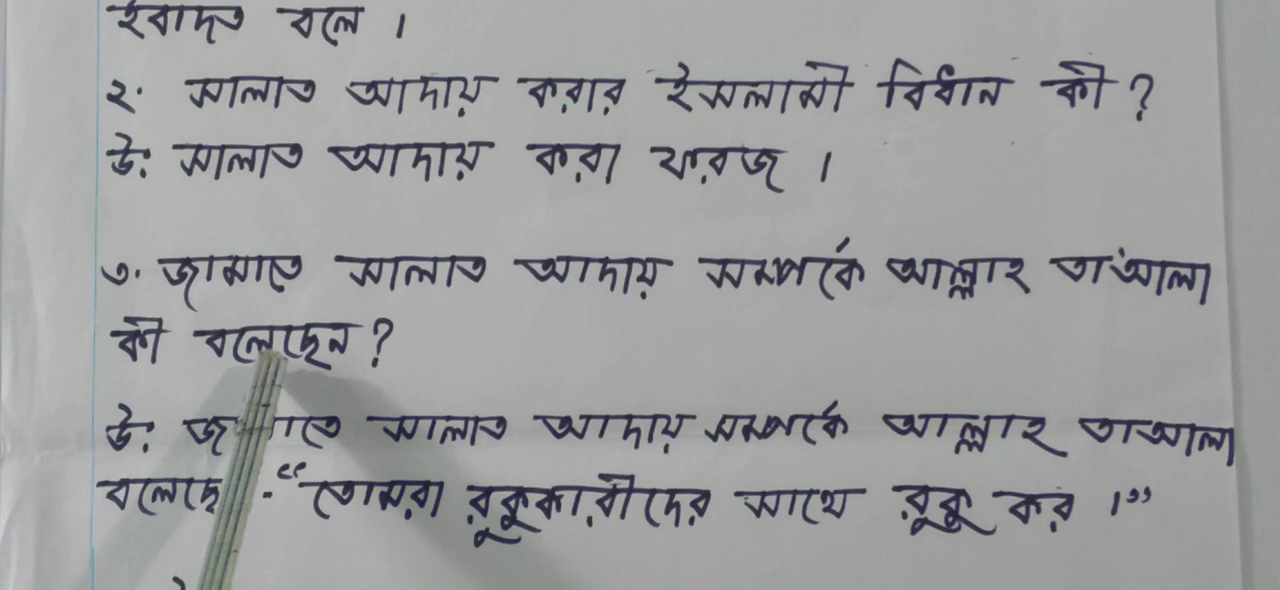 ইবাদত বলে ।
২. সালাত আদায় করার ইসলামী বিধান কী ?
উ: সালাত আদায় করা ফরজ ।
৩. জামাতে সালাত আদায় সম্পর্কে আল্লাহ তা'আলা
কী বলেছেন ?
উ: সালাত আদায় সম্পর্কে আল্লাহ তাআলা
- “তোমরা রুকুকারীদের সাথে রুকু কর ।”